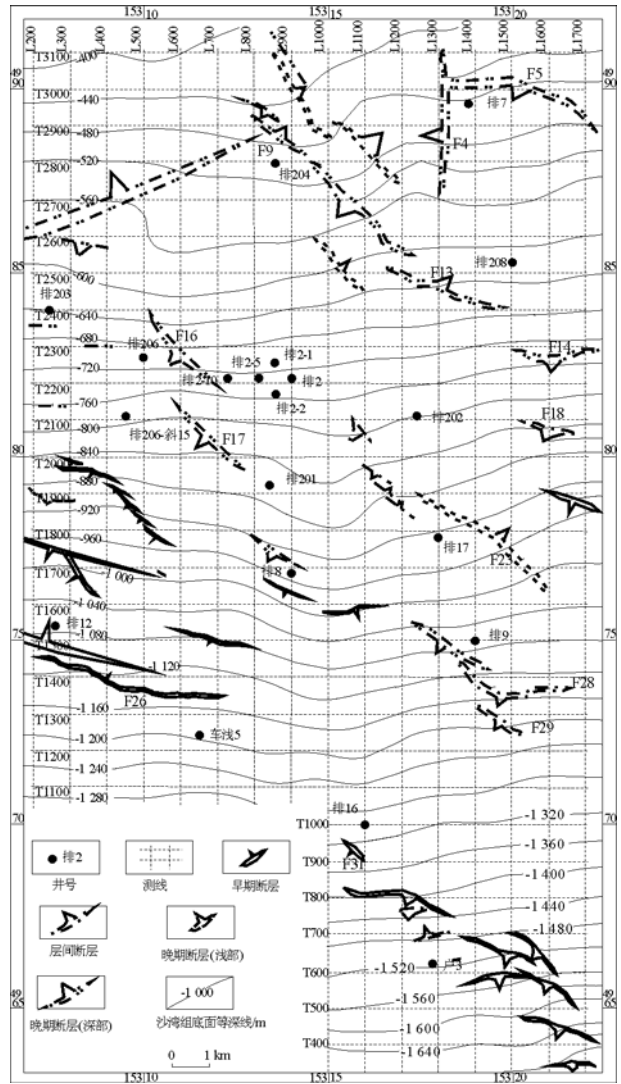 153 10 153 15 153 20
L200 L300 L400 L500 L600 L700 L800 L900 L1000 L1100 L1200 L1300 L1400 L1500 L1600 L1700
T3100 -400
49
90
F5
T3000 -440 排7
T2900 -480
F9 F4
T2800 -520 排204
T2700 -560
T2600
85 排208
T2500 -600 F13
排203
T2400 -640 F16
-680
T2300 排206 排2-1 F14
-720 排2-5
排2-10 排2
T2200
-760 排2-2
T2100 排202 F18
-800 排206-斜15 F17
80 -840
T2000
-880 排201
T1900
-920
T1800 -960 排17
F23
T1700 -1 000 排8
T1600 -1 040
排12
75 -1 080 排9
-1 120
T1400 F28
F26
-1 160
T1300 F29
-1 200 车浅5
T1200
-1 240
T1100
-1 280
排16 -1 320
70 T1000
-1 360
T900 F31
-1 400
排2 T800
井号 测线 早期断层
-1 440
T700 -1 480
-1 520 卢3
T600
层间断层 晚期断层(浅部)
-1 560
49
65
T500
-1 000 -1 600
T400
晚期断层(深部) 沙湾组底面等深线/m -1 640
0 1 km
153 10 153 15 153 20